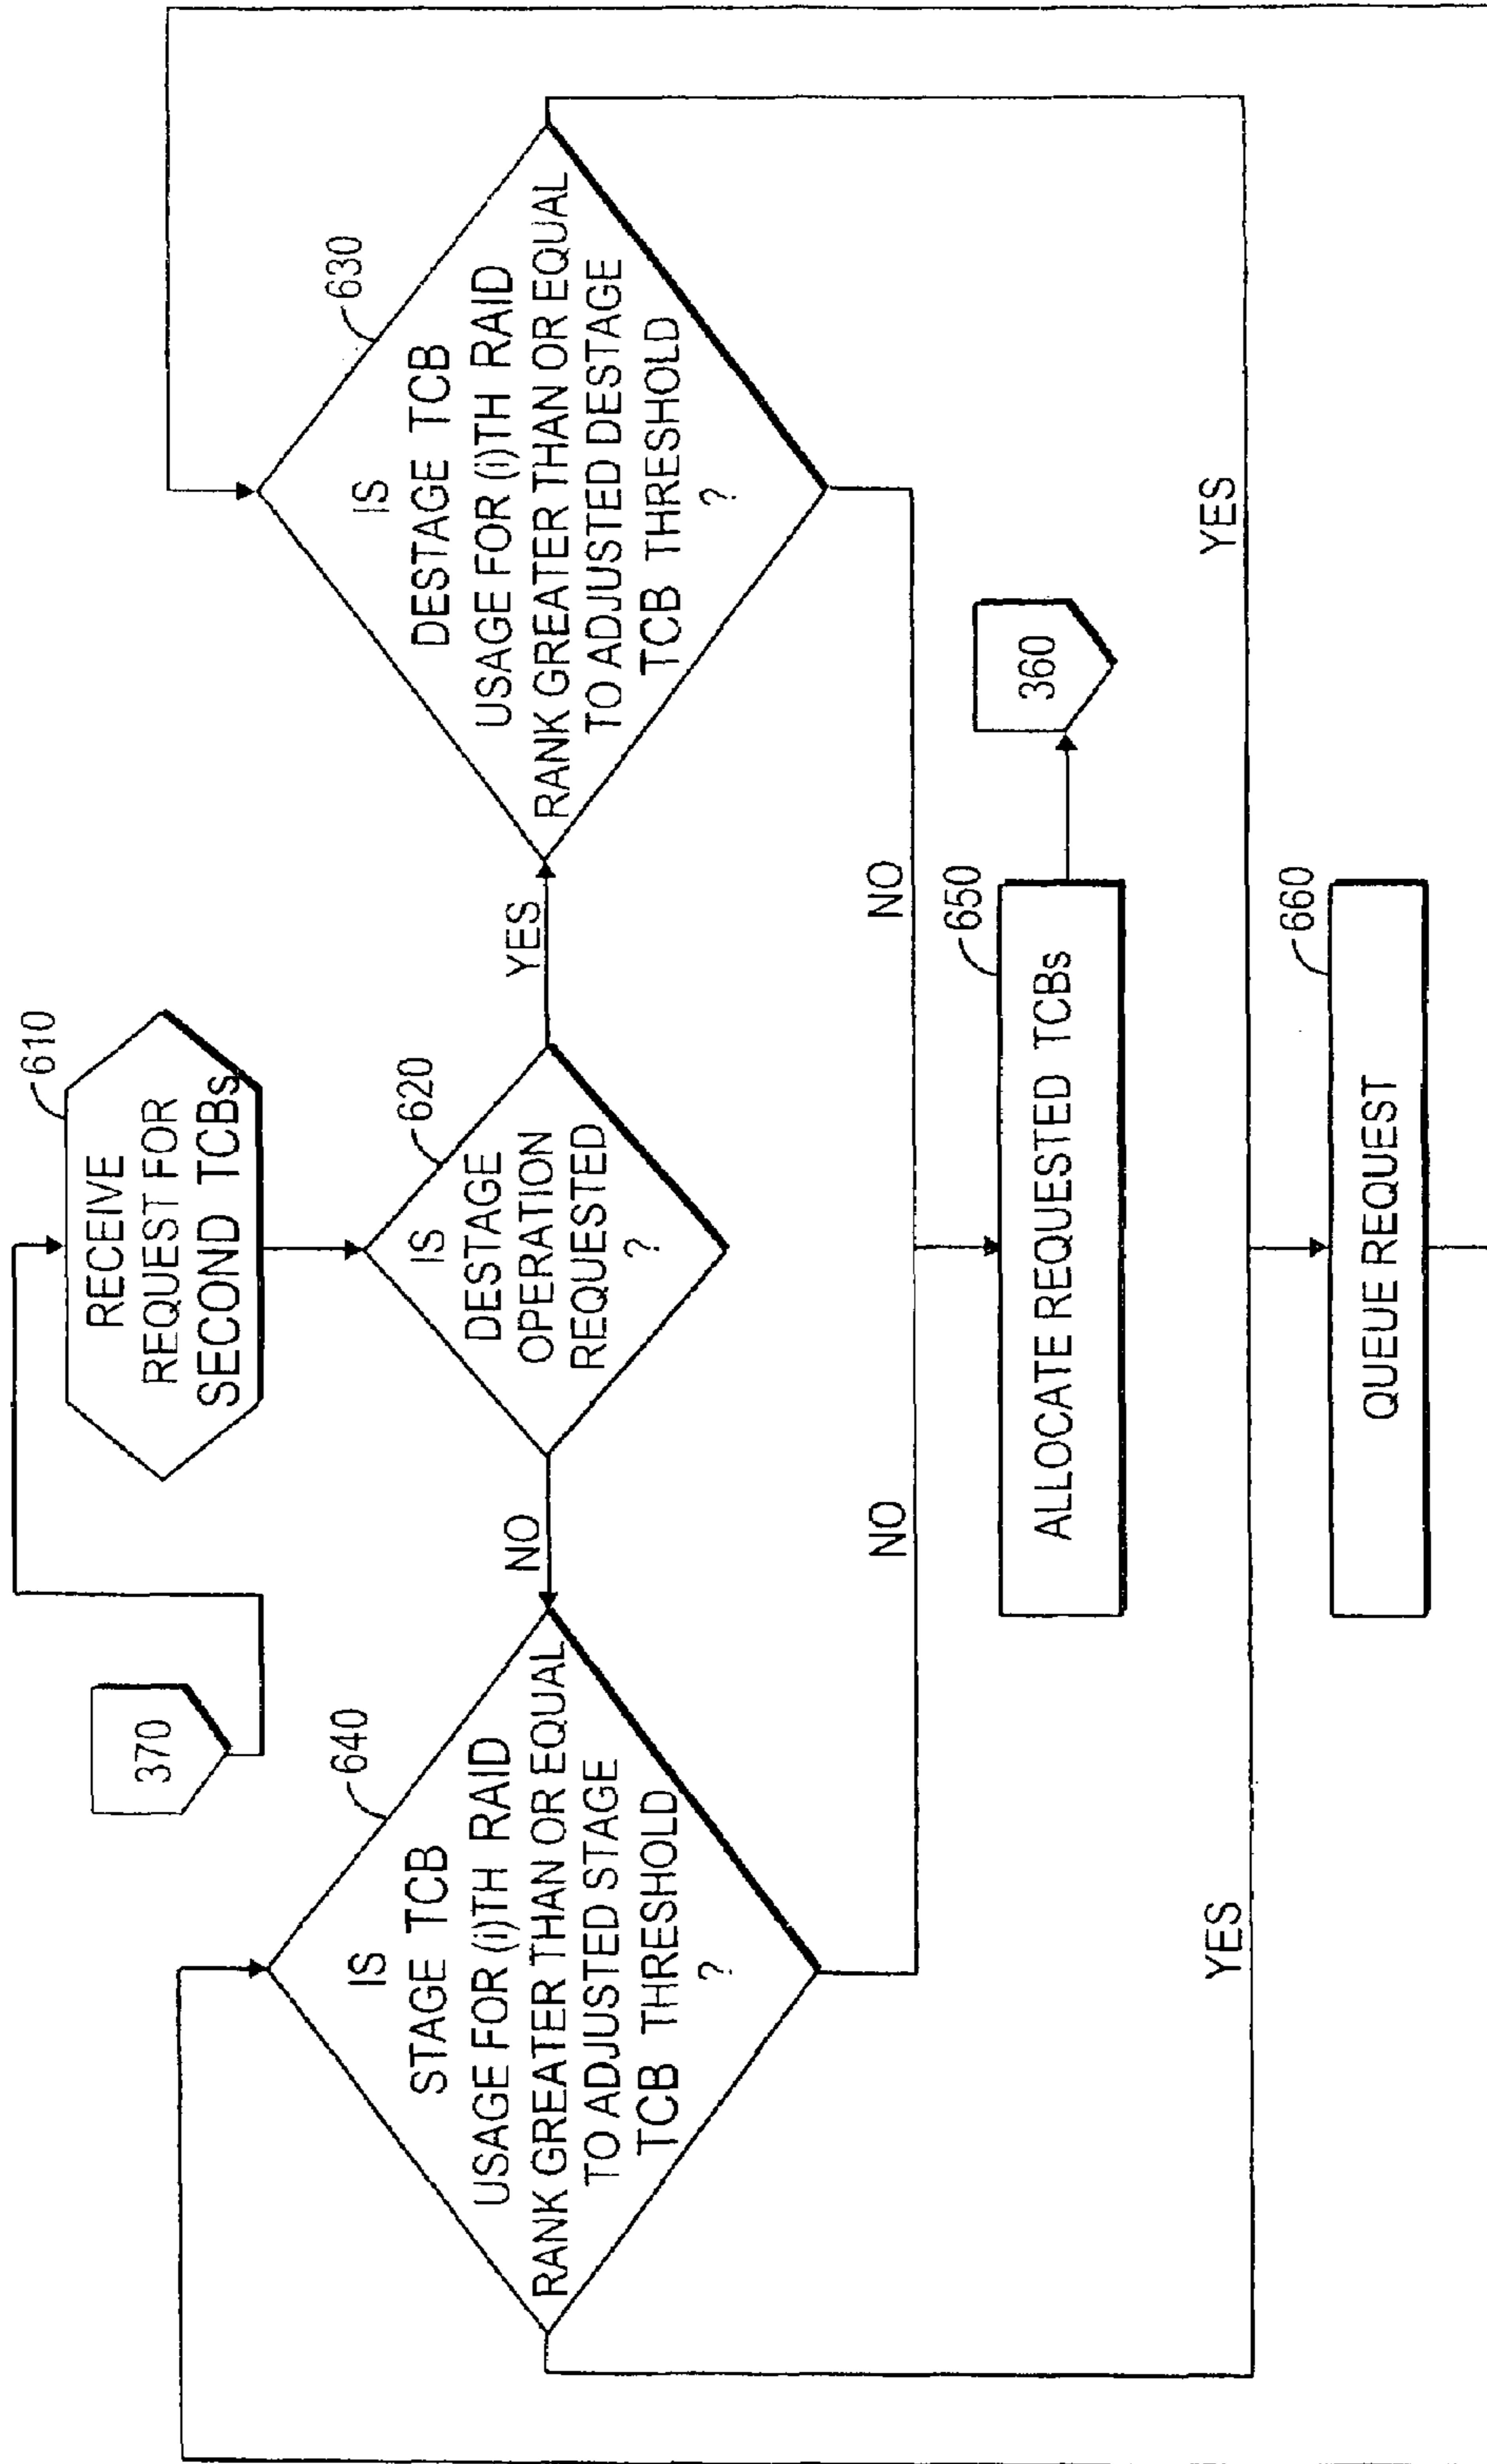 370
610
RECEIVE
REQUEST FOR
SECOND TCBs
620
IS
DESTAGE
OPERATION
REQUESTED
?
NO
YES
640
IS
STAGE TCB
USAGE FOR (i)TH RAID
RANK GREATER THAN OR EQUAL
TO ADJUSTED STAGE
TCB THRESHOLD
?
630
IS
DESTAGE TCB
USAGE FOR (i)TH RAID
RANK GREATER THAN OR EQUAL
TO ADJUSTED DESTAGE
TCB THRESHOLD
?
NO
NO
650
ALLOCATE REQUESTED TCBs
360
YES
YES
660
QUEUE REQUEST